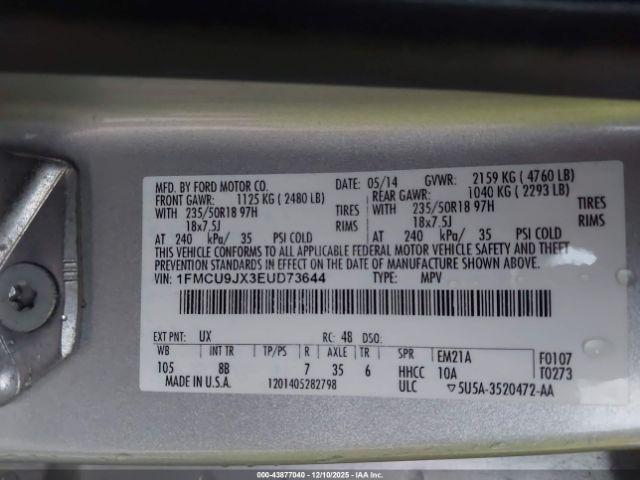 MFD. BY FORD MOTOR CO. DATE: 05/14 GVWR: 2159 KG ( 4760 LB)
FRONT GAWR: 1125 KG ( 2480 LB) REAR GAWR: 1040 KG ( 2293 LB)
WITH 235/50R18 97H TIRES WITH 235/50R18 97H TIRES
18x7.5J RIMS 18x7.5J RIMS
AT 240 kPa/ 35 PSI COLD AT 240 kPa/ 35 PSI COLD
THIS VEHICLE CONFORMS TO ALL APPLICABLE FEDERAL MOTOR VEHICLE SAFETY AND THEFT
PREVENTION STANDARDS IN EFFECT ON THE DATE OF MANUFACTURE SHOWN ABOVE.
VIN: 1FMCU9JX3EUD73644 TYPE: MPV
EXT PNT: UX RC: 48 DSO:
WB INT TR TP/PS R AXLE TR SPR EM21A F0107
105 8B 7 35 6 HHCC 10A T0273
MADE IN U.S.A. 1201405282798 ULC ▽5U5A-3520472-AA
000-43877040 - 12/10/2025 - IAA Inc.